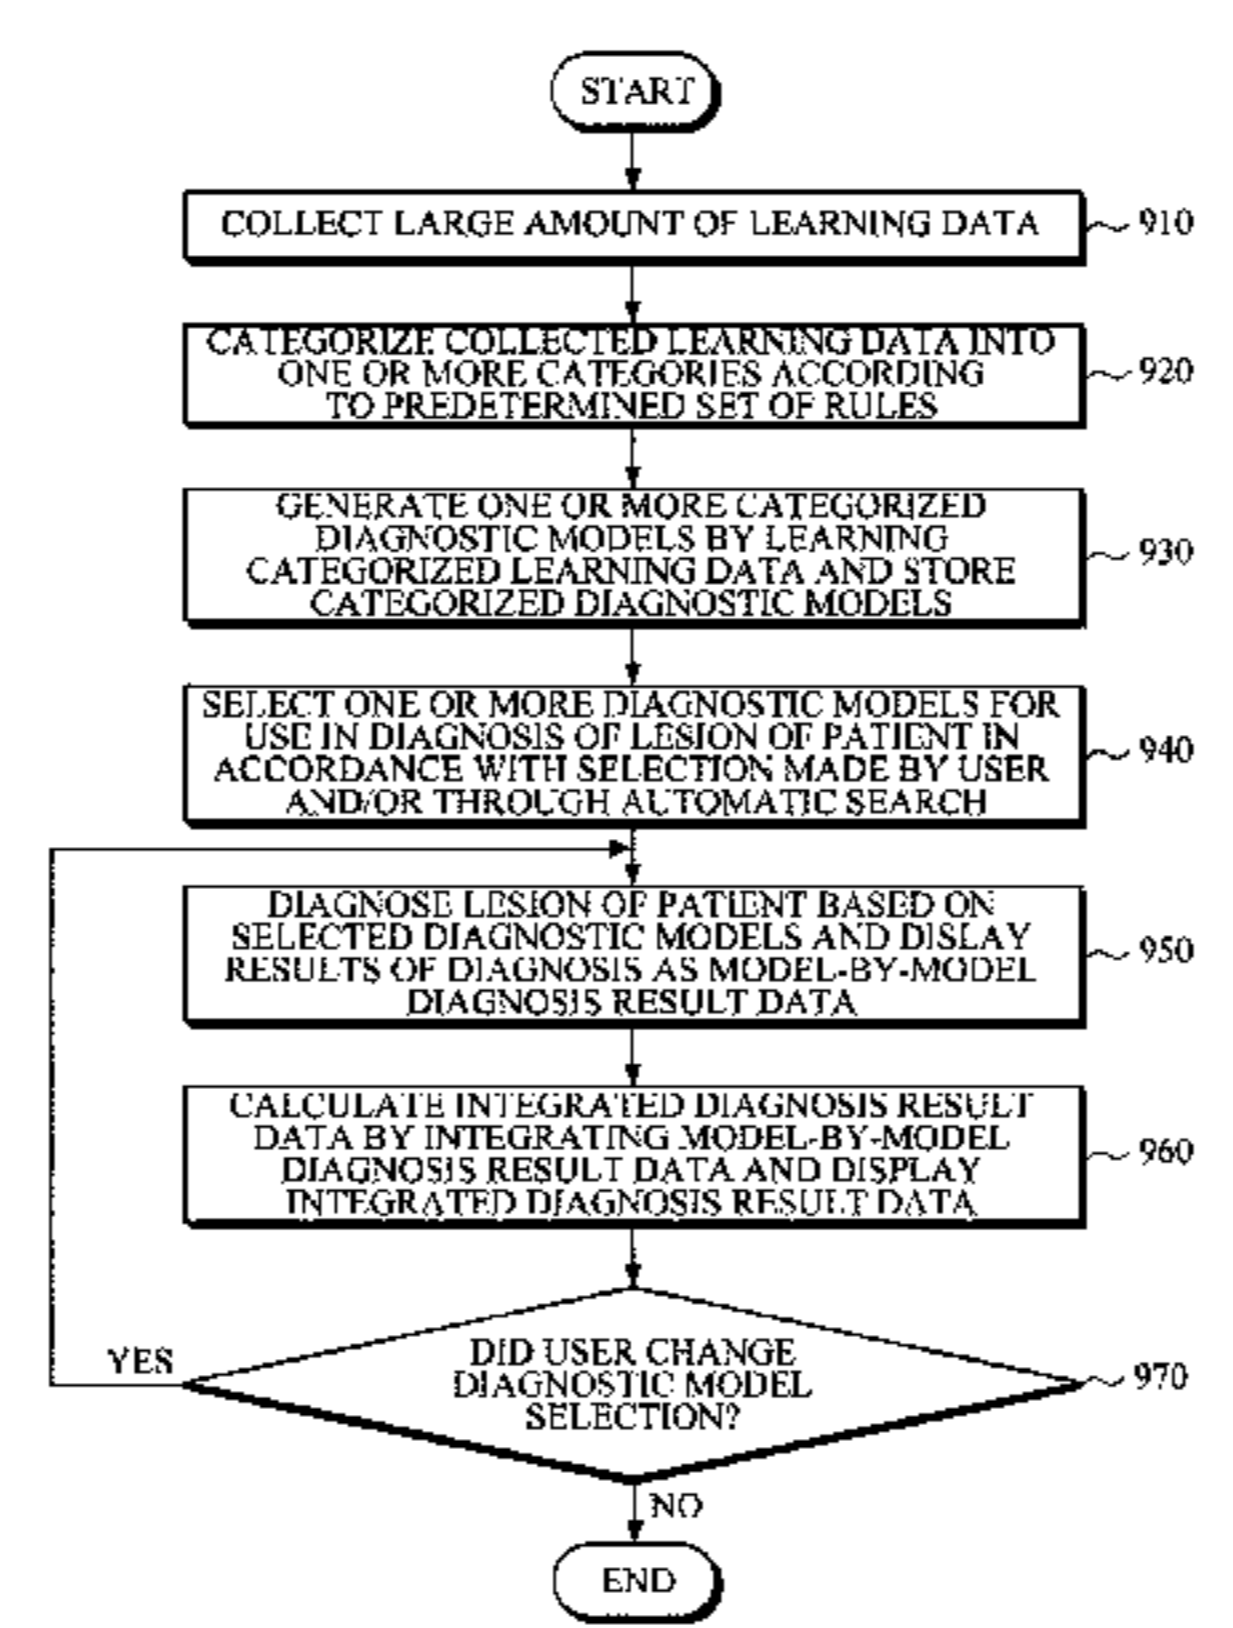 START
COLLECT LARGE AMOUNT OF LEARNING DATA
910
CATEGORIZE COLLECTED LEARNING DATA INTO
ONE OR MORE CATEGORIES ACCORDING
TO PREDETERMINED SET OF RULES
920
GENERATE ONE OR MORE CATEGORIZED
DIAGNOSTIC MODELS BY LEARNING
CATEGORIZED LEARNING DATA AND STORE
CATEGORIZED DIAGNOSTIC MODELS
930
SELECT ONE OR MORE DIAGNOSTIC MODELS FOR
USE IN DIAGNOSIS OF LESION OF PATIENT IN
ACCORDANCE WITH SELECTION MADE BY USER
AND/OR THROUGH AUTOMATIC SEARCH
940
DIAGNOSE LESION OF PATIENT BASED ON
SELECTED DIAGNOSTIC MODELS AND DISLAY
RESULTS OF DIAGNOSIS AS MODEL-BY-MODEL
DIAGNOSIS RESULT DATA
950
CALCULATE INTEGRATED DIAGNOSIS RESULT
DATA BY INTEGRATING MODEL-BY-MODEL
DIAGNOSIS RESULT DATA AND DISPLAY
INTEGRATED DIAGNOSIS RESULT DATA
960
DID USER CHANGE
DIAGNOSTIC MODEL
SELECTION?
970
YES
NO
END